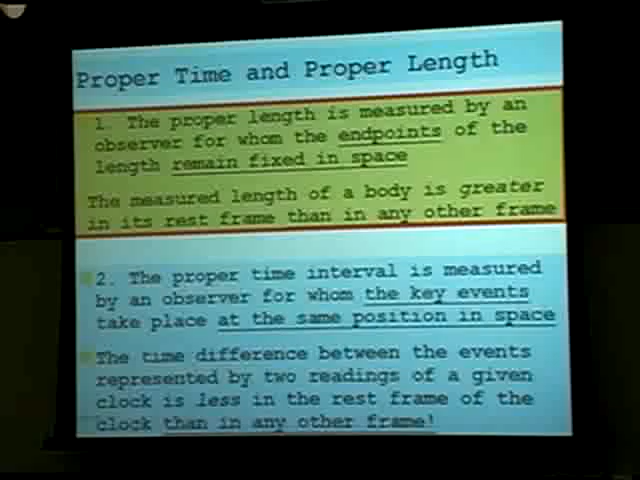 Proper Time and Proper Length
1. The proper length is measured by an
observer for whom the endpoints of the
length remain fixed in space
The measured length of a body is greater
in its rest frame than in any other frame
2. The proper time interval is measured
by an observer for whom the key events
take place at the same position in space
The time difference between the events
represented by two readings of a given
clock is less in the rest frame of the
clock than in any other frame!